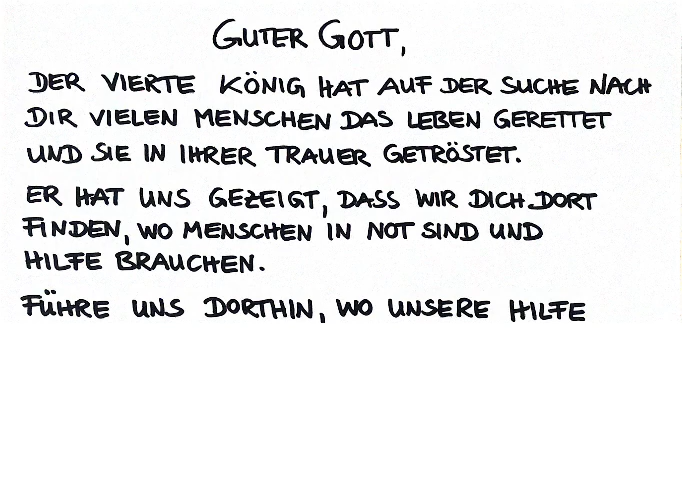 GUTER GOTT,
DER VIERTE KÖNIG HAT AUF DER SUCHE NACH
DIR VIELEN MENSCHEN DAS LEBEN GERETTET
UND SIE IN IHRER TRAUER GETRÖSTET.
ER HAT UNS GEZEIGT, DASS WIR DICH DORT
FINDEN, WO MENSCHEN IN NOT SIND UND
HILFE BRAUCHEN.
FÜHRE UNS DORTHIN, WO UNSERE HILFE